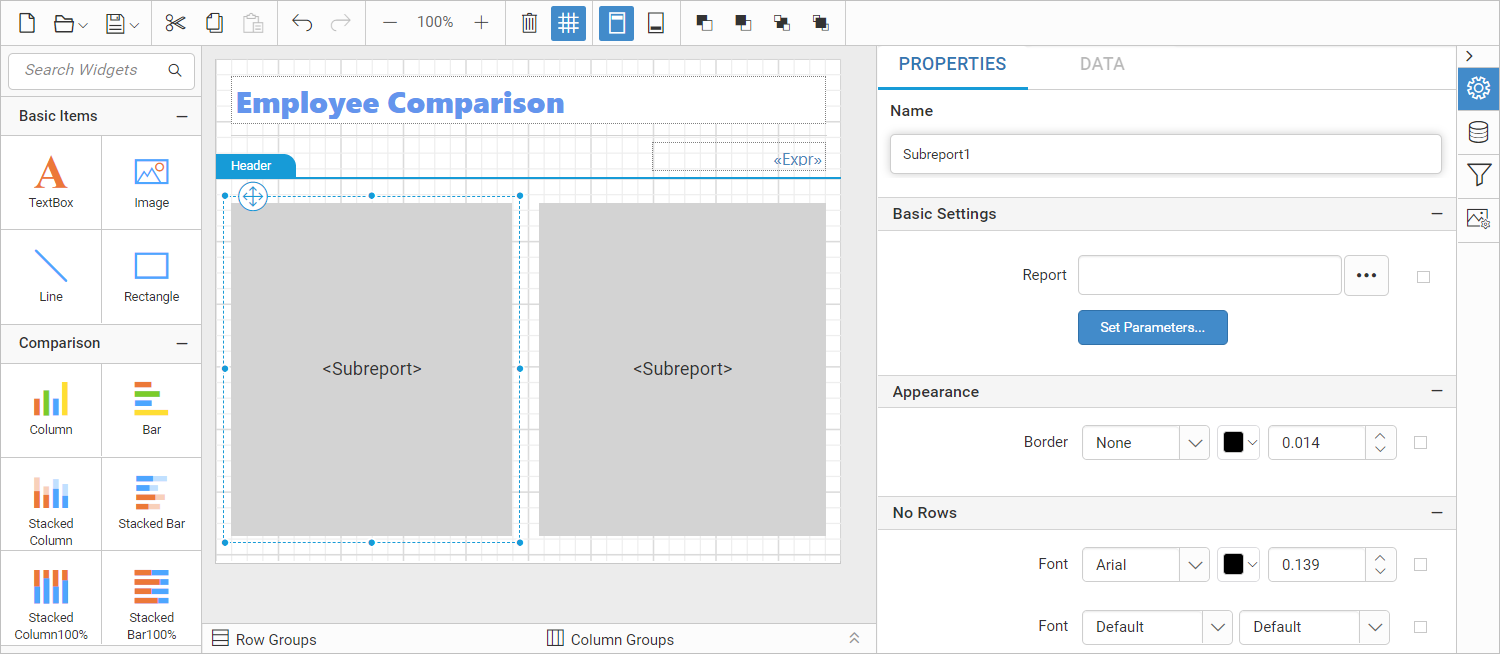 100%
Search Widgets
Basic Items
TextBox
Image
Line
Rectangle
Comparison
Column
Bar
Stacked
Column
Stacked Bar
Stacked
Column100%
Stacked
Bar100%
Employee Comparison
«Expr»
Header
<Subreport>
<Subreport>
Row Groups
Column Groups
PROPERTIES
DATA
Name
Subreport1
Basic Settings
Report
Set Parameters...
Appearance
Border
None
0.014
No Rows
Font
Arial
0.139
Font
Default
Default